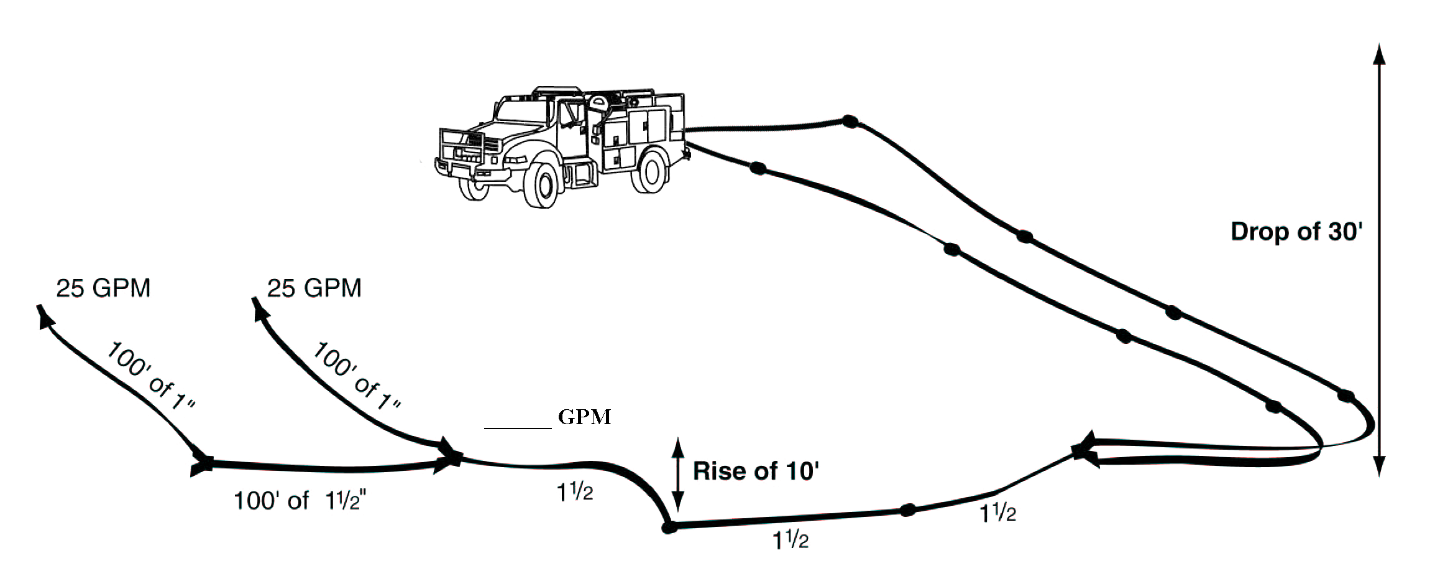 Drop of 30'
25 GPM
25 GPM
100' of 1"
100' of 1"
_____ GPM
Rise of 10'
100' of 1½"
1½
1½
1½